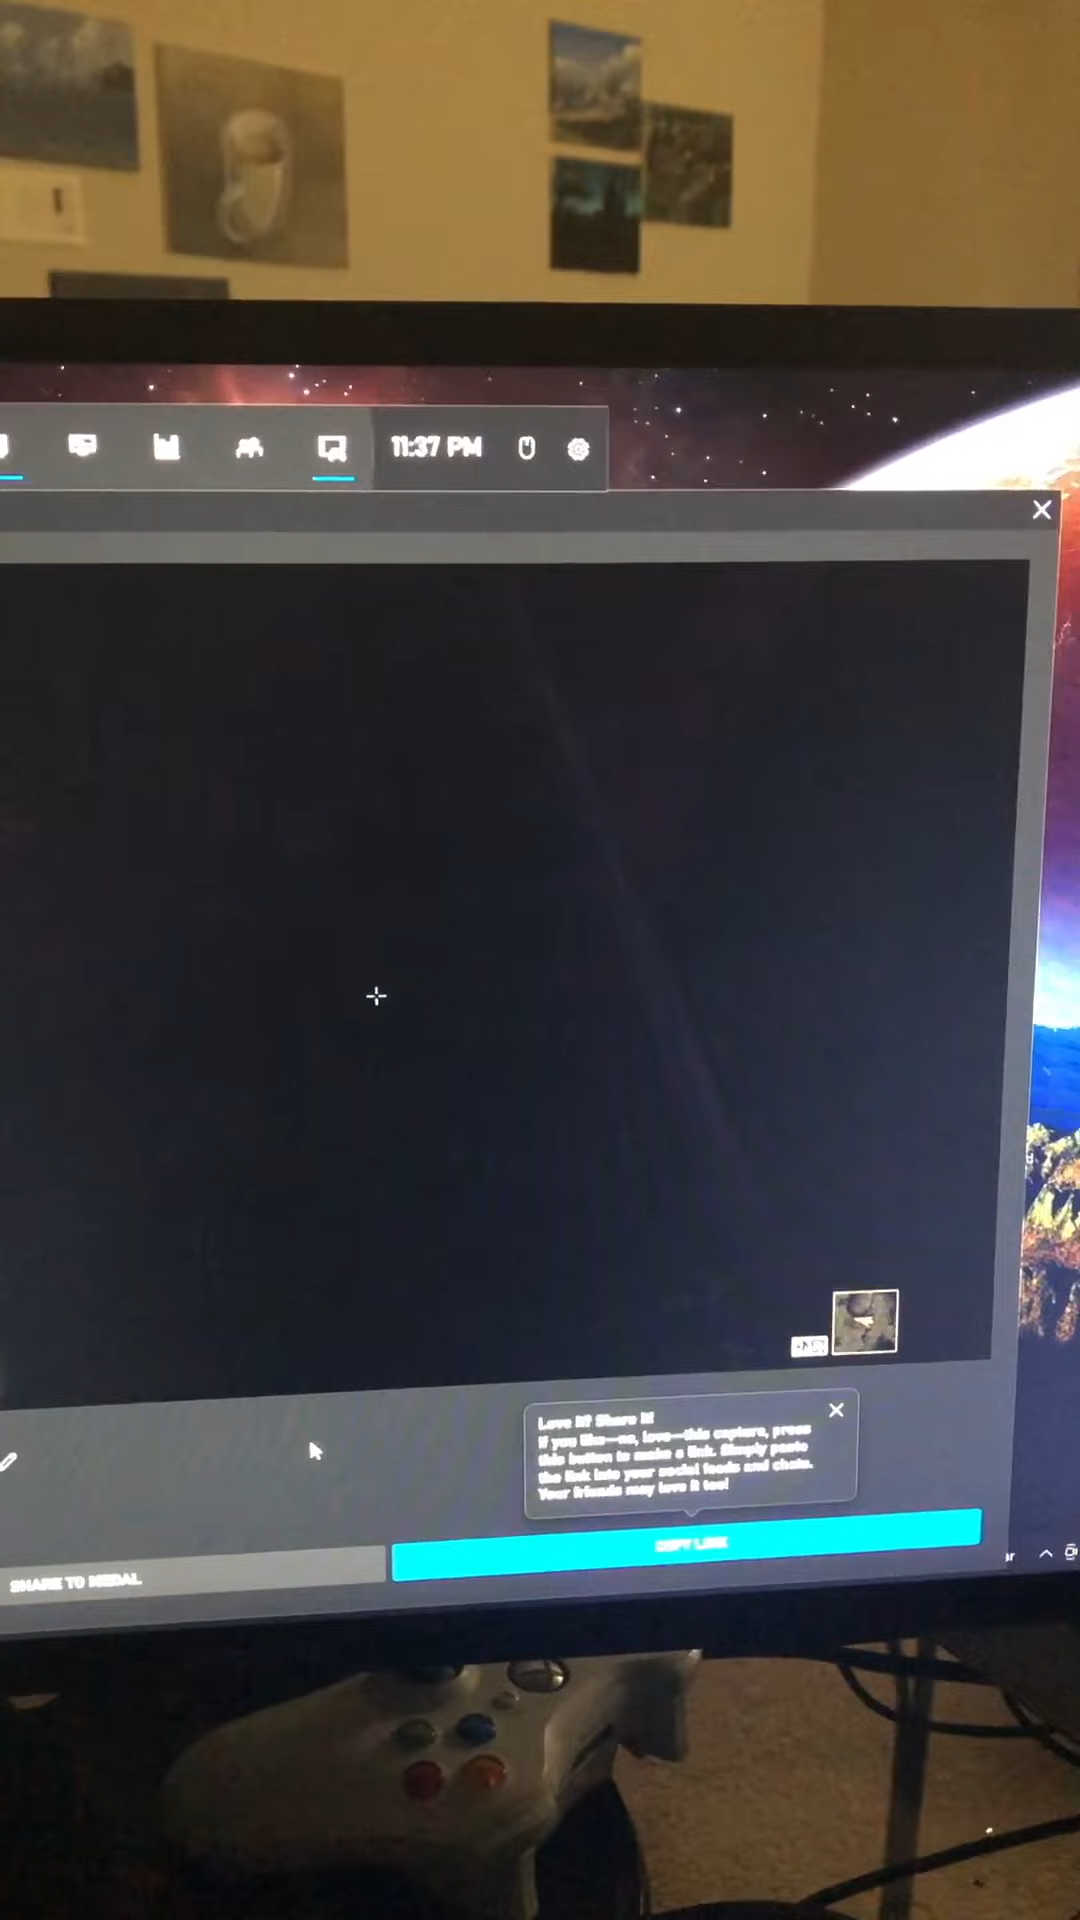 11:37 PM
Love it? Share it!
If you like—no, love—this capture, press
this button to make a link. Simply paste
the link into your social feeds and chats.
Your friends may love it too!
COPY LINK
SHARE TO MEDAL